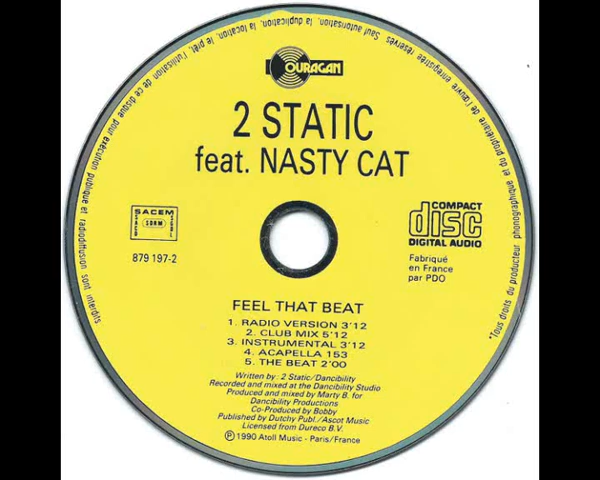 OURAGAN
2 STATIC
feat. NASTY CAT
SACEM
SACD
SDRM
SGDL
879 197-2
COMPACT
disc
DIGITAL AUDIO
Fabriqué
en France
par PDO
FEEL THAT BEAT
1. RADIO VERSION 3'12
2. CLUB MIX 5'12
3. INSTRUMENTAL 3'12
4. ACAPELLA 153
5. THE BEAT 2'00
Written by : 2 Static/Dancibility
Recorded and mixed at the Dancibility Studio
Produced and mixed by Marty B. for
Dancibility Productions
Co-Produced by Bobby
Published by Dutchy Publ./Ascot Music
Licensed from Dureco B.V.
Ⓟ 1990 Atoll Music - Paris/France
*Tous droits du producteur phonographique et du propriétaire de l'œuvre enregistrée réservés. Sauf autorisation, la duplication, la location, le prêt, l'utilisation de ce disque pour exécution publique et radiodiffusion sont interdits